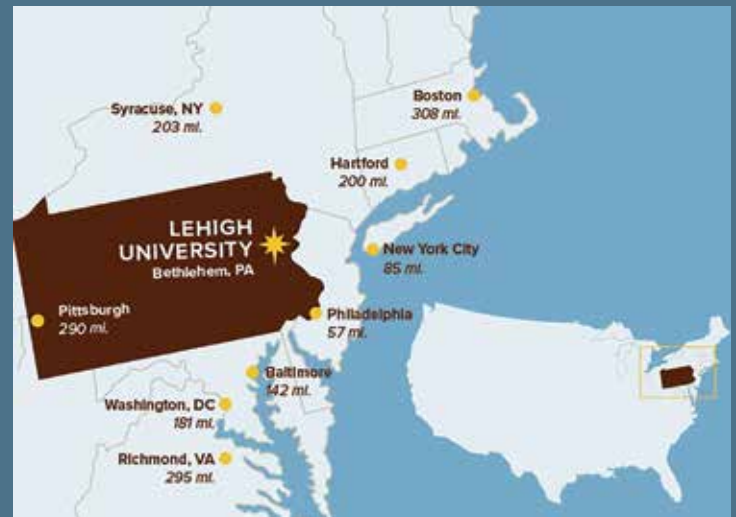 Syracuse, NY
203 mi.
Boston
308 mi.
Hartford
200 mi.
LEHIGH
UNIVERSITY
Bethlehem, PA
New York City
85 mi.
Pittsburgh
290 mi.
Philadelphia
57 mi.
Baltimore
142 mi.
Washington, DC
181 mi.
Richmond, VA
295 mi.